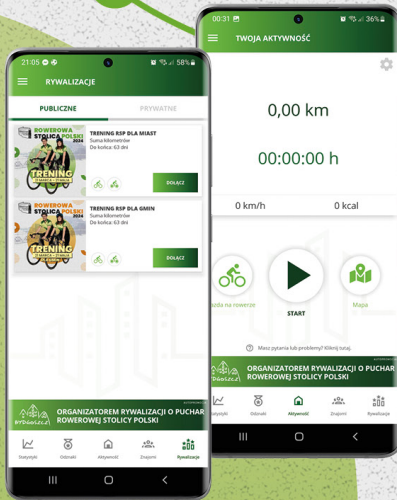 21:05
58%
RYWALIZACJE
PUBLICZNE
PRYWATNE
ROWEROWA
STOLICA POLSKI
2024
TRENING
TRENING RSP DLA MIAST
Suma kilometrów
Do końca: 63 dni
DOŁĄCZ
ROWEROWA
STOLICA POLSKI
2024
TRENING
TRENING RSP DLA GMIN
Suma kilometrów
Do końca: 63 dni
DOŁĄCZ
BYDGOSZCZ
ORGANIZATOREM RYWALIZACJI O PUCHAR
ROWEROWEJ STOLICY POLSKI
Statystyki
Odznaki
Aktywność
Znajomi
Rywalizacje
00:31
36%
TWOJA AKTYWNOŚĆ
0,00 km
00:00:00 h
0 km/h
0 kcal
azda na rowerze
START
Mapa
Masz pytania lub problemy? Kliknij tutaj.
ORGANIZATOREM RYWALIZACJI O PUCHAR
ROWEROWEJ STOLICY POLSKI
tatystyki
Odznaki
Aktywność
Znajomi
Rywalizacje